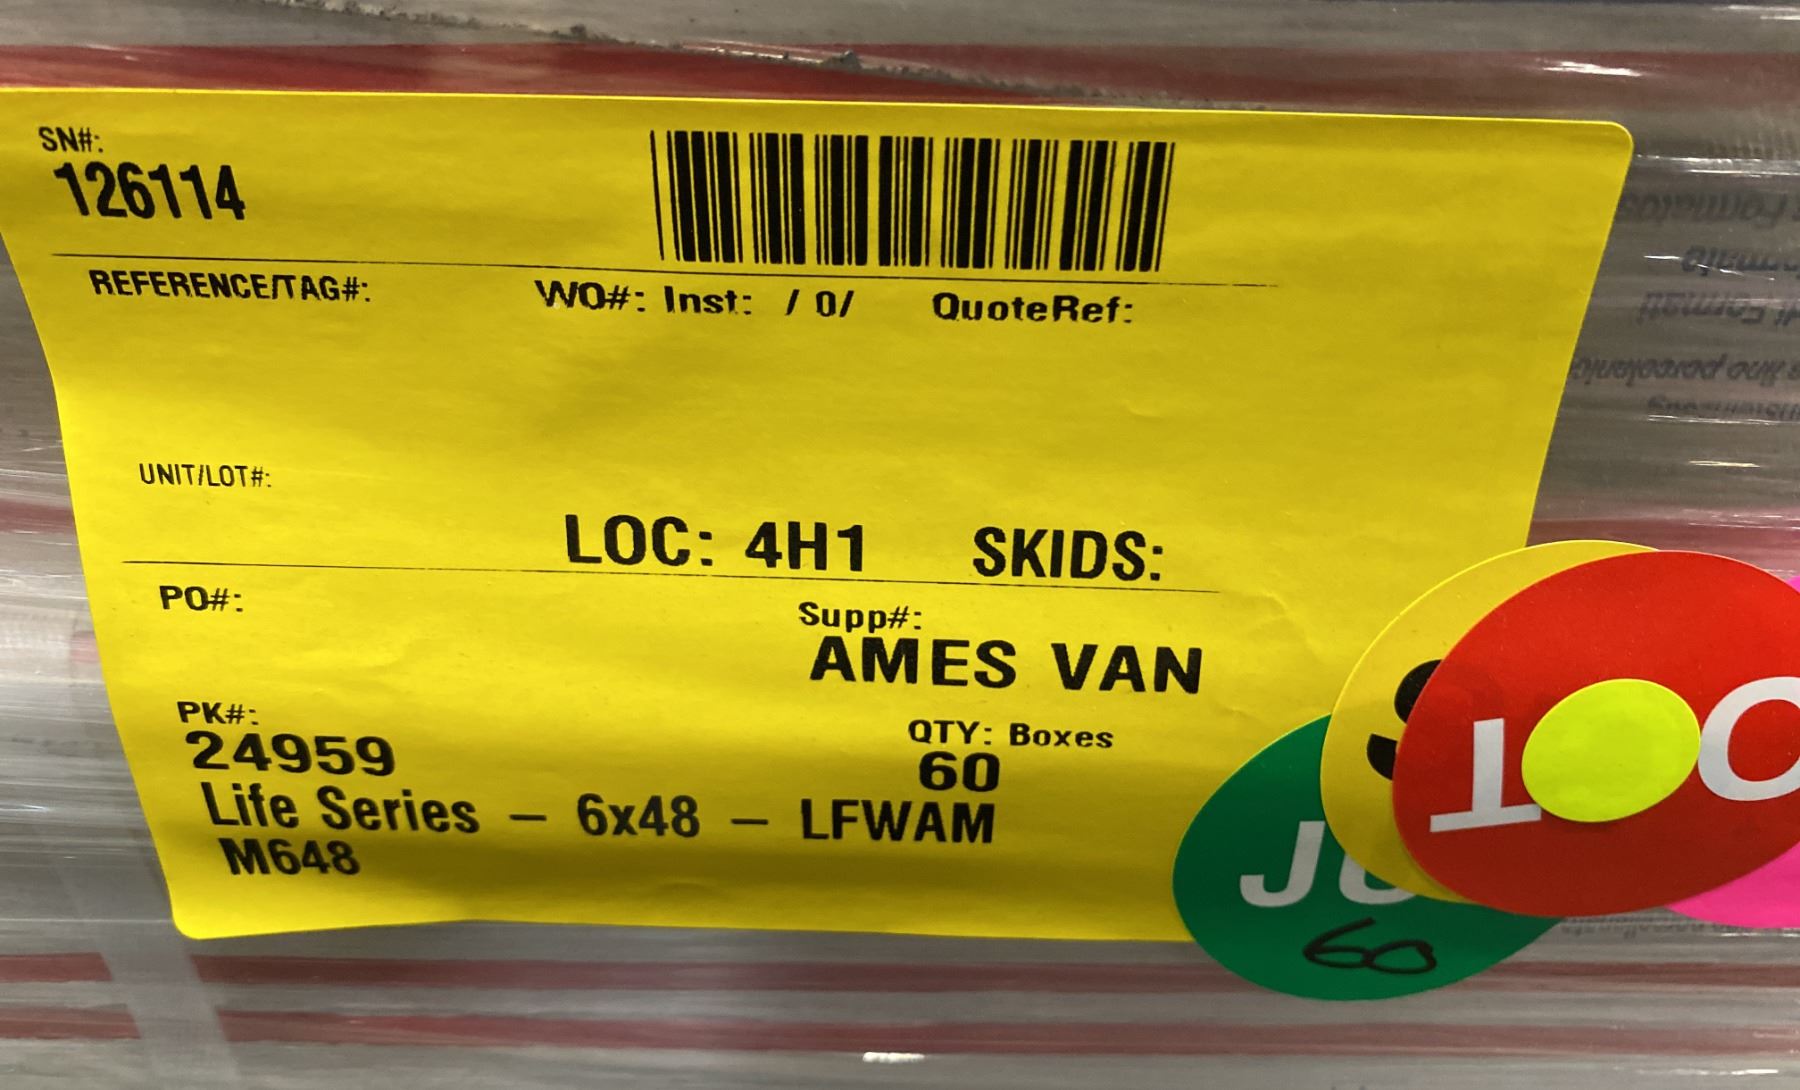 SN#:
126114
REFERENCE/TAG#: WO#: Inst: / 0/ QuoteRef:
UNIT/LOT#:
LOC: 4H1 SKIDS:
PO#: Supp#:
AMES VAN
PK#: QTY: Boxes
24959 60
Life Series – 6x48 – LFWAM
M648
60